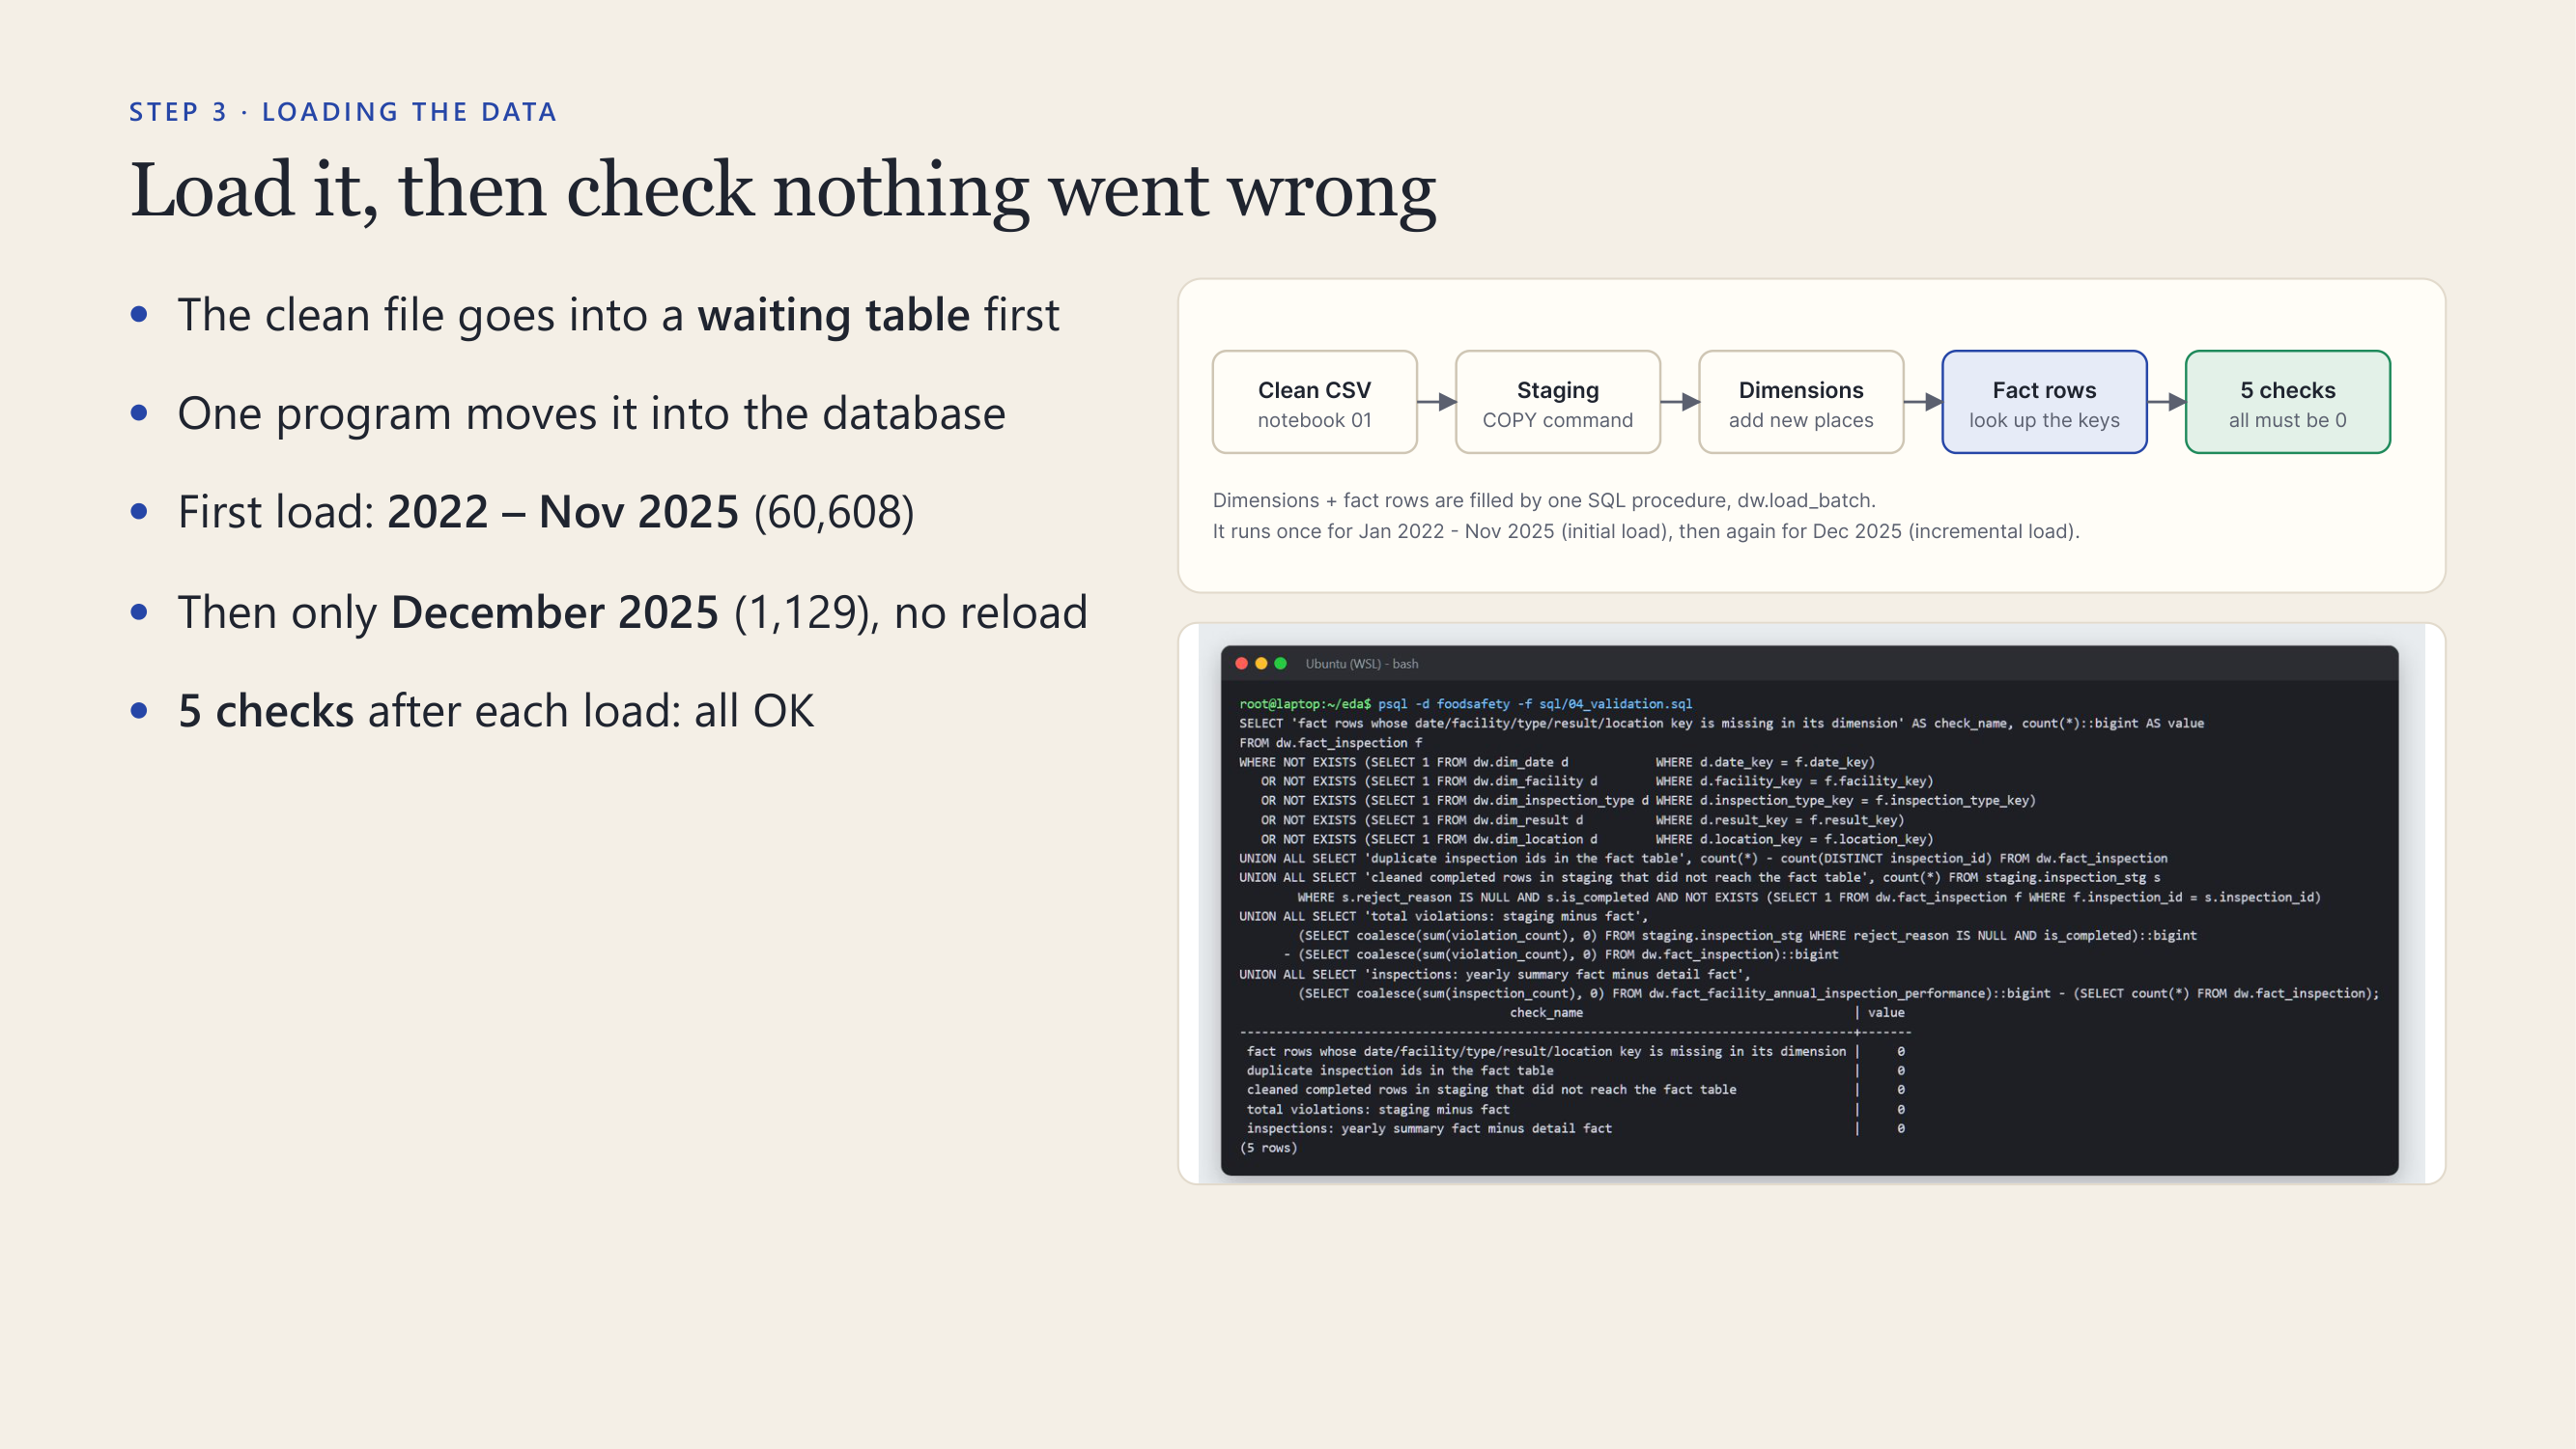 STEP 3 · LOADING THE DATA
Load it, then check nothing went wrong
• The clean file goes into a waiting table first
• One program moves it into the database
• First load: 2022 – Nov 2025 (60,608)
• Then only December 2025 (1,129), no reload
• 5 checks after each load: all OK
Clean CSV
notebook 01
Staging
COPY command
Dimensions
add new places
Fact rows
look up the keys
5 checks
all must be 0
Dimensions + fact rows are filled by one SQL procedure, dw.load_batch.
It runs once for Jan 2022 - Nov 2025 (initial load), then again for Dec 2025 (incremental load).
Ubuntu (WSL) - bash
root@laptop:~/eda$ psql -d foodsafety -f sql/04_validation.sql
SELECT 'fact rows whose date/facility/type/result/location key is missing in its dimension' AS check_name, count(*)::bigint AS value
FROM dw.fact_inspection f
WHERE NOT EXISTS (SELECT 1 FROM dw.dim_date d            WHERE d.date_key = f.date_key)
   OR NOT EXISTS (SELECT 1 FROM dw.dim_facility d        WHERE d.facility_key = f.facility_key)
   OR NOT EXISTS (SELECT 1 FROM dw.dim_inspection_type d WHERE d.inspection_type_key = f.inspection_type_key)
   OR NOT EXISTS (SELECT 1 FROM dw.dim_result d          WHERE d.result_key = f.result_key)
   OR NOT EXISTS (SELECT 1 FROM dw.dim_location d        WHERE d.location_key = f.location_key)
UNION ALL SELECT 'duplicate inspection ids in the fact table', count(*) - count(DISTINCT inspection_id) FROM dw.fact_inspection
UNION ALL SELECT 'cleaned completed rows in staging that did not reach the fact table', count(*) FROM staging.inspection_stg s
        WHERE s.reject_reason IS NULL AND s.is_completed AND NOT EXISTS (SELECT 1 FROM dw.fact_inspection f WHERE f.inspection_id = s.inspection_id)
UNION ALL SELECT 'total violations: staging minus fact',
        (SELECT coalesce(sum(violation_count), 0) FROM staging.inspection_stg WHERE reject_reason IS NULL AND is_completed)::bigint
      - (SELECT coalesce(sum(violation_count), 0) FROM dw.fact_inspection)::bigint
UNION ALL SELECT 'inspections: yearly summary fact minus detail fact',
        (SELECT coalesce(sum(inspection_count), 0) FROM dw.fact_facility_annual_inspection_performance)::bigint - (SELECT count(*) FROM dw.fact_inspection);
check_name | value
------------------------------------------------------------------------------------+-------
 fact rows whose date/facility/type/result/location key is missing in its dimension |     0
 duplicate inspection ids in the fact table                                         |     0
 cleaned completed rows in staging that did not reach the fact table                |     0
 total violations: staging minus fact                                               |     0
 inspections: yearly summary fact minus detail fact                                 |     0
(5 rows)